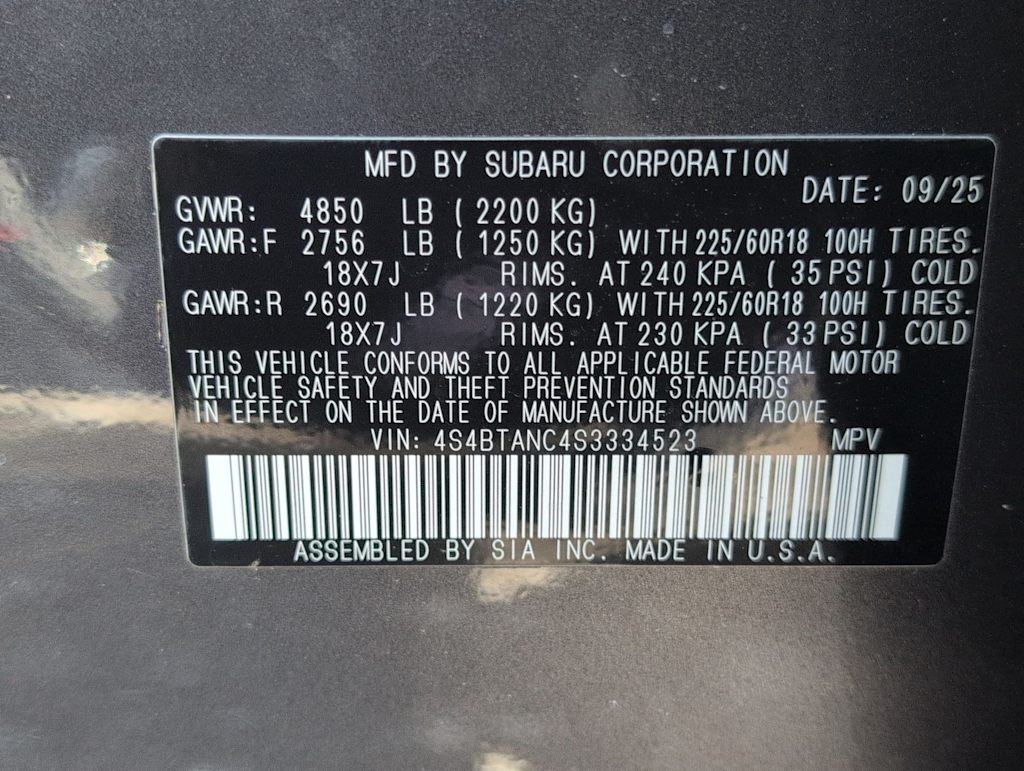 MFD BY SUBARU CORPORATION
DATE: 09/25
GVWR: 4850 LB ( 2200 KG)
GAWR:F 2756 LB ( 1250 KG) WITH 225/60R18 100H TIRES.
18X7J RIMS. AT 240 KPA ( 35 PSI) COLD
GAWR:R 2690 LB ( 1220 KG) WITH 225/60R18 100H TIRES.
18X7J RIMS. AT 230 KPA ( 33 PSI) COLD
THIS VEHICLE CONFORMS TO ALL APPLICABLE FEDERAL MOTOR
VEHICLE SAFETY AND THEFT PREVENTION STANDARDS
IN EFFECT ON THE DATE OF MANUFACTURE SHOWN ABOVE.
VIN: 4S4BTANC4S3334523 MPV
ASSEMBLED BY SIA INC. MADE IN U.S.A.